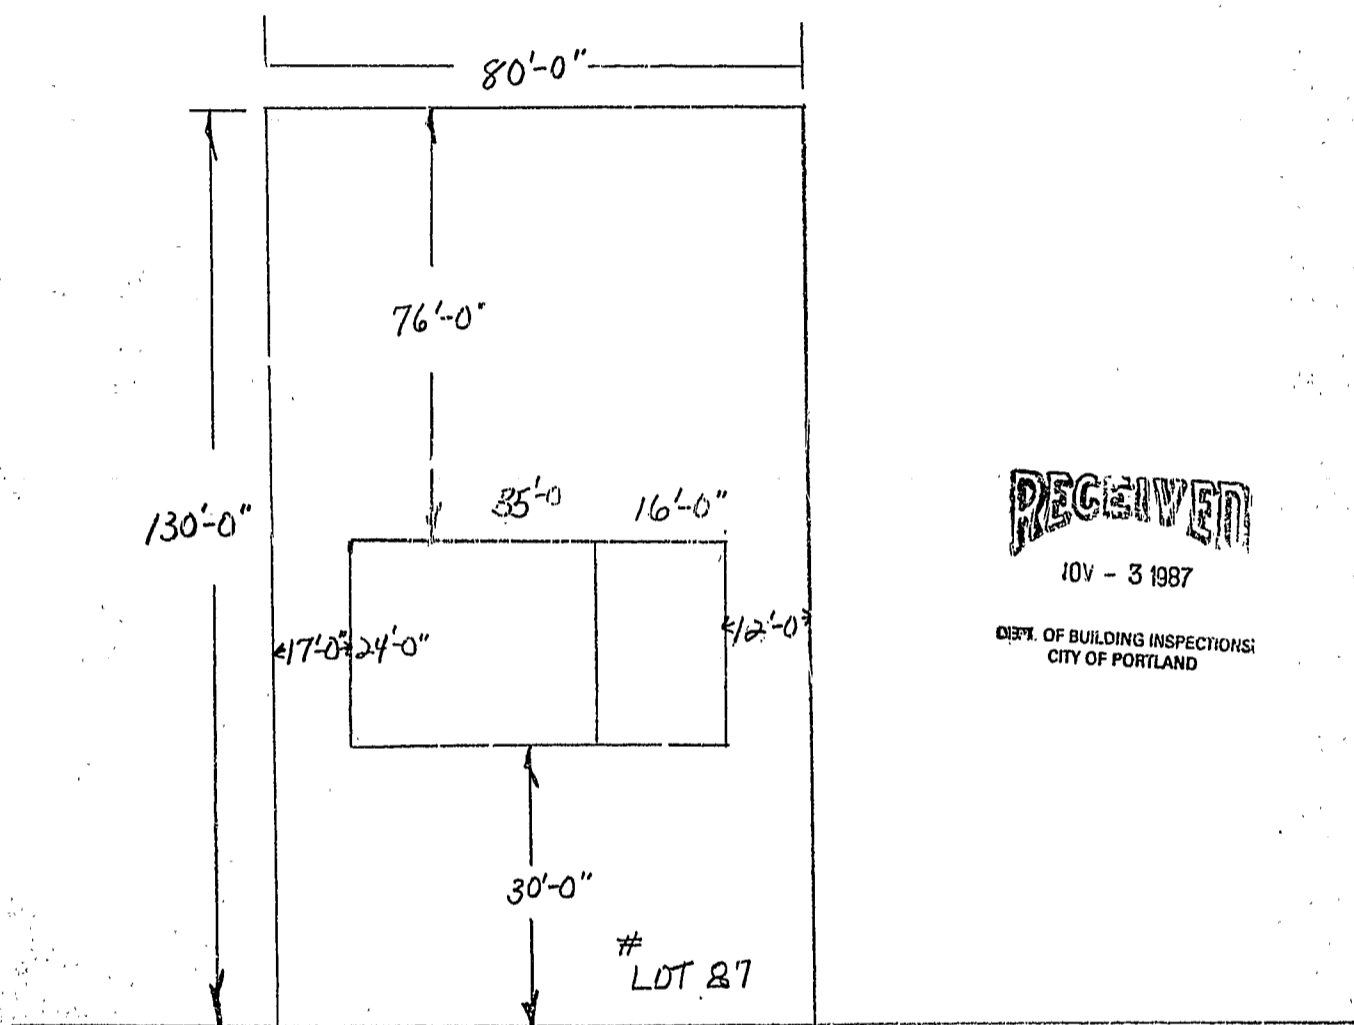 80'-0"
76'-0"
130'-0"
35'-0
16'-0"
17'-0"
24'-0"
12'-0"
30'-0"
#
LOT 87
RECEIVED
NOV - 3 1987
DEPT. OF BUILDING INSPECTIONS
CITY OF PORTLAND